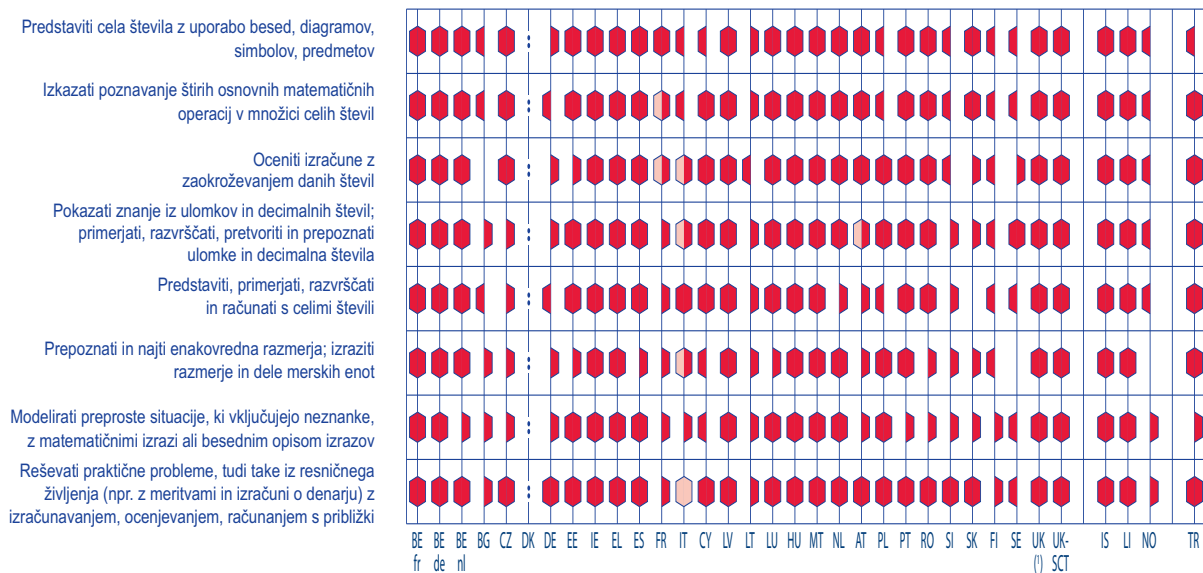 Predstaviti cela števila z uporabo besed, diagramov,
simbolov, predmetov
Izkazati poznavanje štirih osnovnih matematičnih
operacij v množici celih števil
Oceniti izračune z
zaokroževanjem danih števil
Pokazati znanje iz ulomkov in decimalnih števil;
primerjati, razvrščati, pretvoriti in prepoznati
ulomke in decimalna števila
Predstaviti, primerjati, razvrščati
in računati s celimi števili
Prepoznati in najti enakovredna razmerja; izraziti
razmerje in dele merskih enot
Modelirati preproste situacije, ki vključujejo neznanke,
z matematičnimi izrazi ali besednim opisom izrazov
Reševati praktične probleme, tudi take iz resničnega
življenja (npr. z meritvami in izračuni o denarju) z
izračunavanjem, ocenjevanjem, računanjem s približki
BE BE BE BG CZ DK DE EE IE EL ES FR IT CY LV LT LU HU MT NL AT PL PT RO SI SK FI SE UK UK- IS LI NO TR
fr de nl (¹) SCT